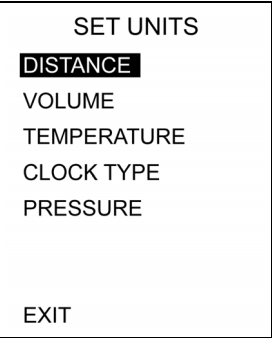 SET UNITS
DISTANCE
VOLUME
TEMPERATURE
CLOCK TYPE
PRESSURE
EXIT